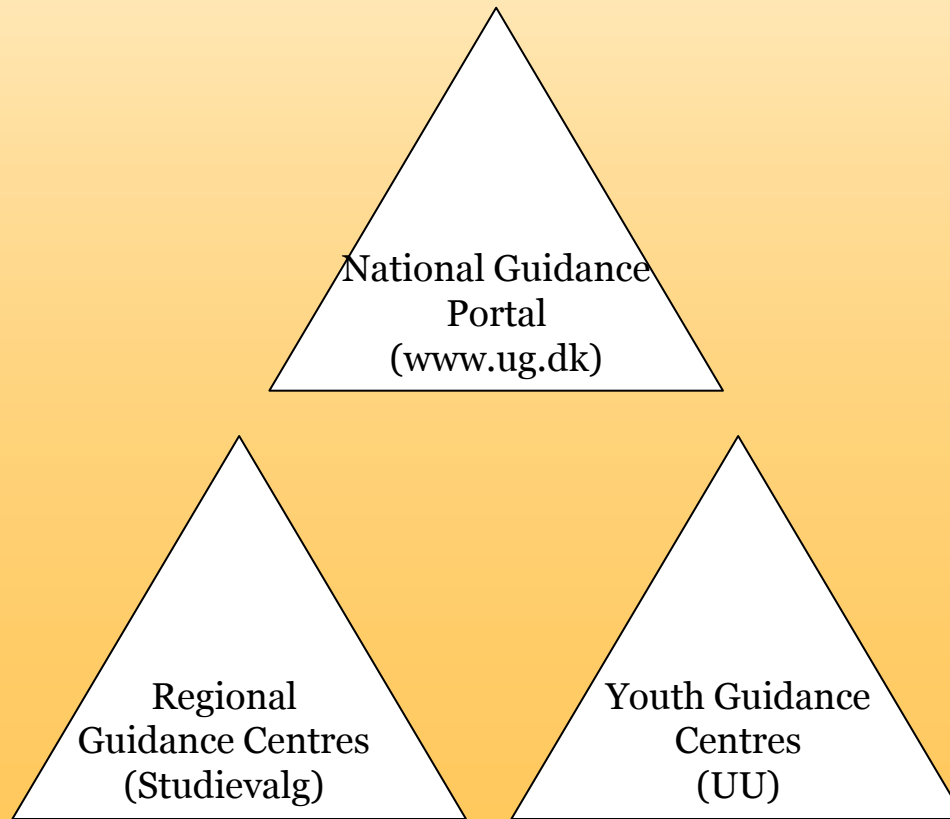 National Guidance
Portal
(www.ug.dk)
Regional
Guidance Centres
(Studievalg)
Youth Guidance
Centres
(UU)